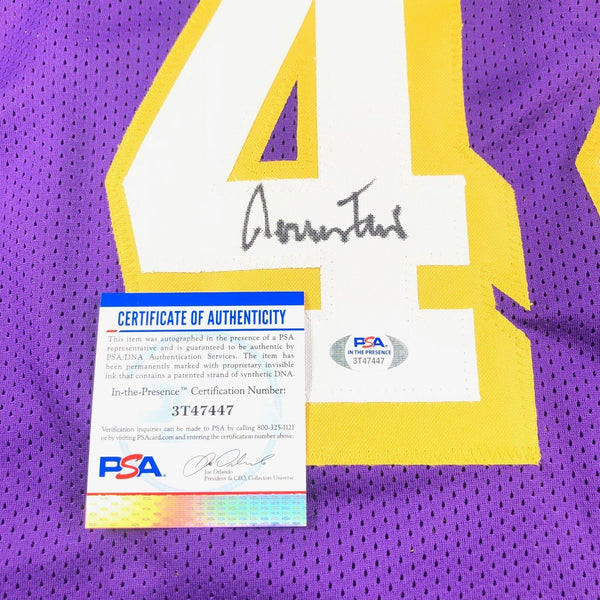 4
CERTIFICATE OF AUTHENTICITY
This item was autographed in the presence of a PSA
representative and is guaranteed to be authentic by
PSA/DNA Authentication Services. The item has
been permanently marked with proprietary invisible
ink that contains a patented strand of synthetic DNA.
In-the-Presence™ Certification Number:
3T47447
Verification inquiries can be made to PSA by calling 800-325-1121
or by visiting PSAcard.com and entering the certification number above.
PSA.
Joe Orlando
President & CEO, Collectors Universe
PSA
IN THE PRESENCE
3T47447